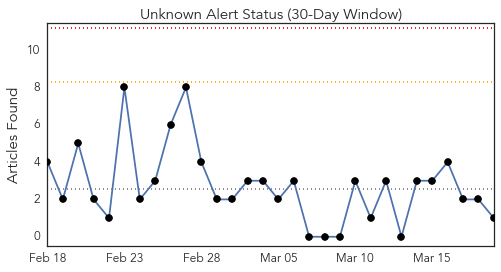 Unknown Alert Status (30-Day Window)
Articles Found
10
8
6
4
2
0
Feb 18 Feb 23 Feb 28 Mar 05 Mar 10 Mar 15